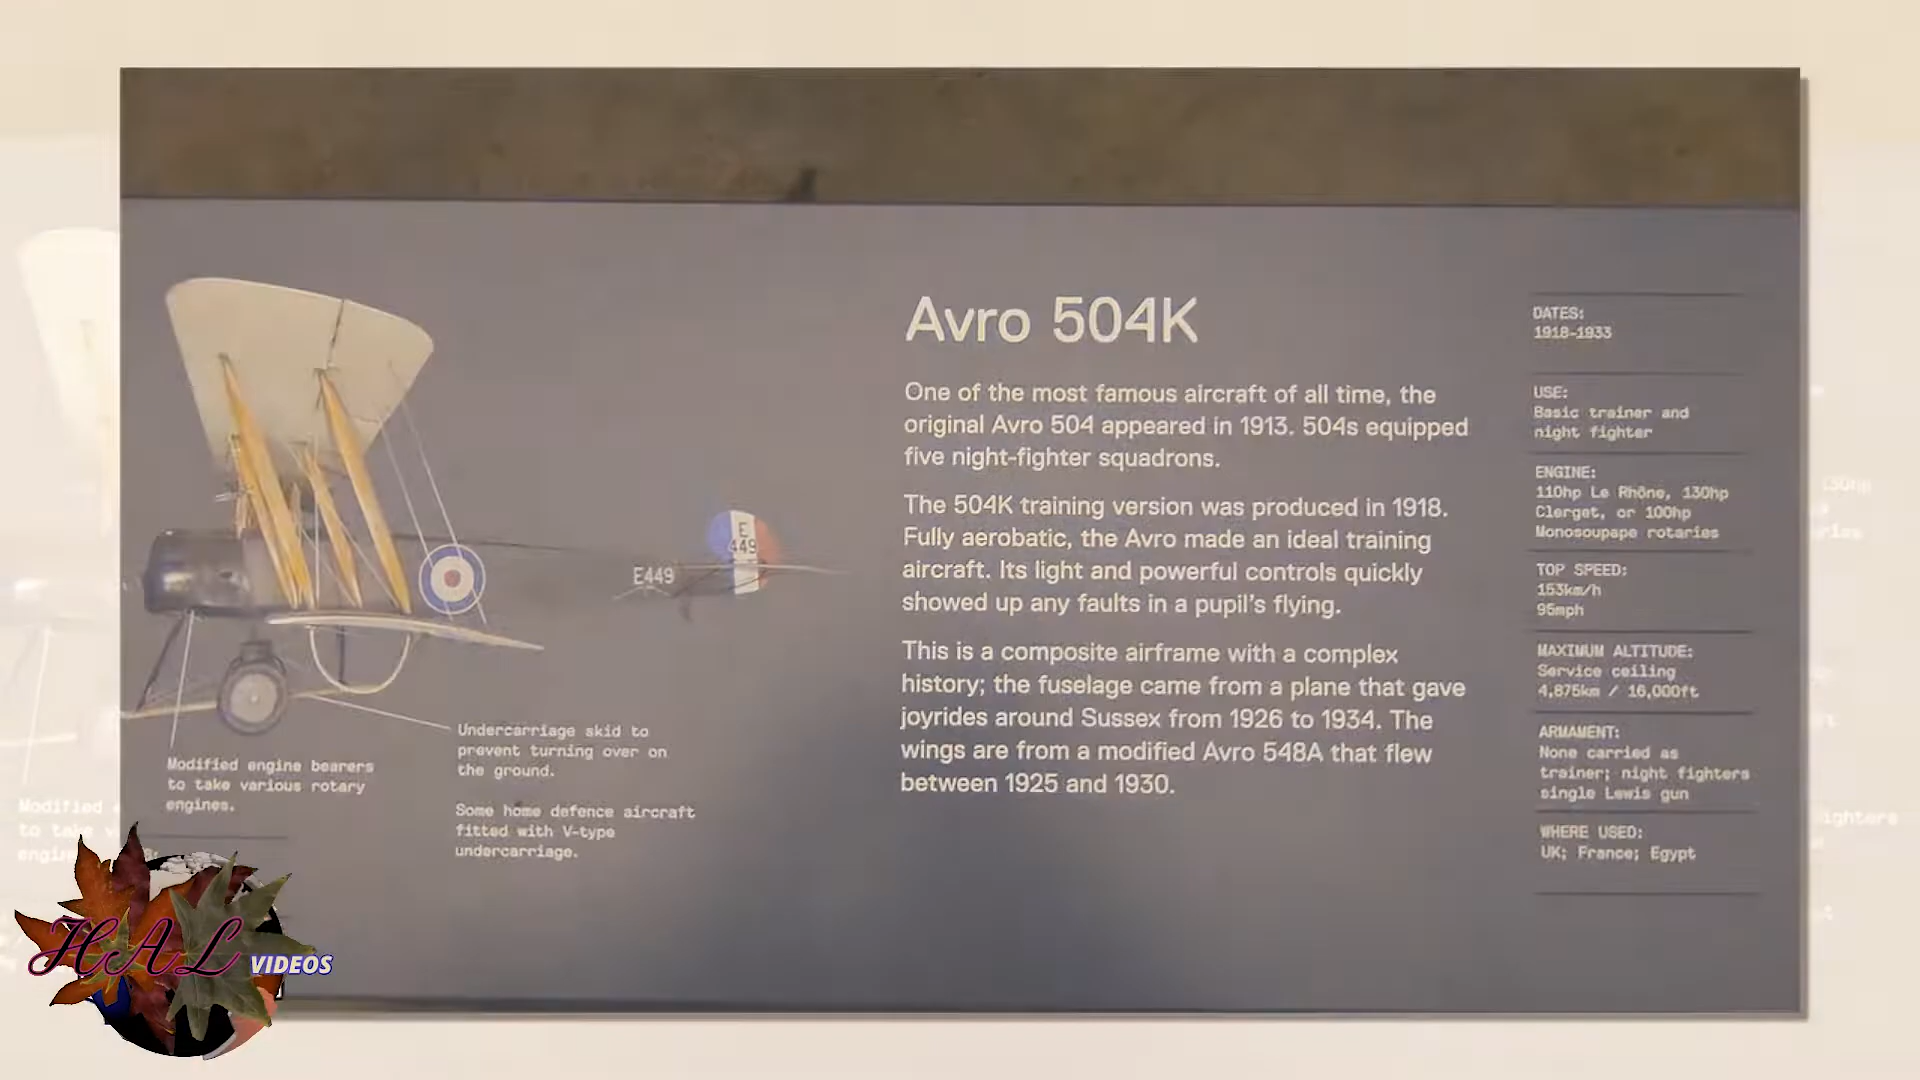 Avro 504K
One of the most famous aircraft of all time, the
original Avro 504 appeared in 1913. 504s equipped
five night-fighter squadrons.
The 504K training version was produced in 1918.
Fully aerobatic, the Avro made an ideal training
aircraft. Its light and powerful controls quickly
showed up any faults in a pupil's flying.
This is a composite airframe with a complex
history; the fuselage came from a plane that gave
joyrides around Sussex from 1926 to 1934. The
wings are from a modified Avro 548A that flew
between 1925 and 1930.
DATES:
1918-1933
USE:
Basic trainer and
night fighter
ENGINE:
110hp Le Rhône, 130hp
Clerget, or 100hp
Monosoupape rotaries
TOP SPEED:
153km/h
95mph
MAXIMUM ALTITUDE:
Service ceiling
4,875km / 16,000ft
ARMAMENT:
None carried as
trainer; night fighters
single Lewis gun
WHERE USED:
UK; France; Egypt
E
449
E449
Undercarriage skid to
prevent turning over on
the ground.
Some home defence aircraft
fitted with V-type
undercarriage.
Modified engine bearers
to take various rotary
engines.
HAL VIDEOS